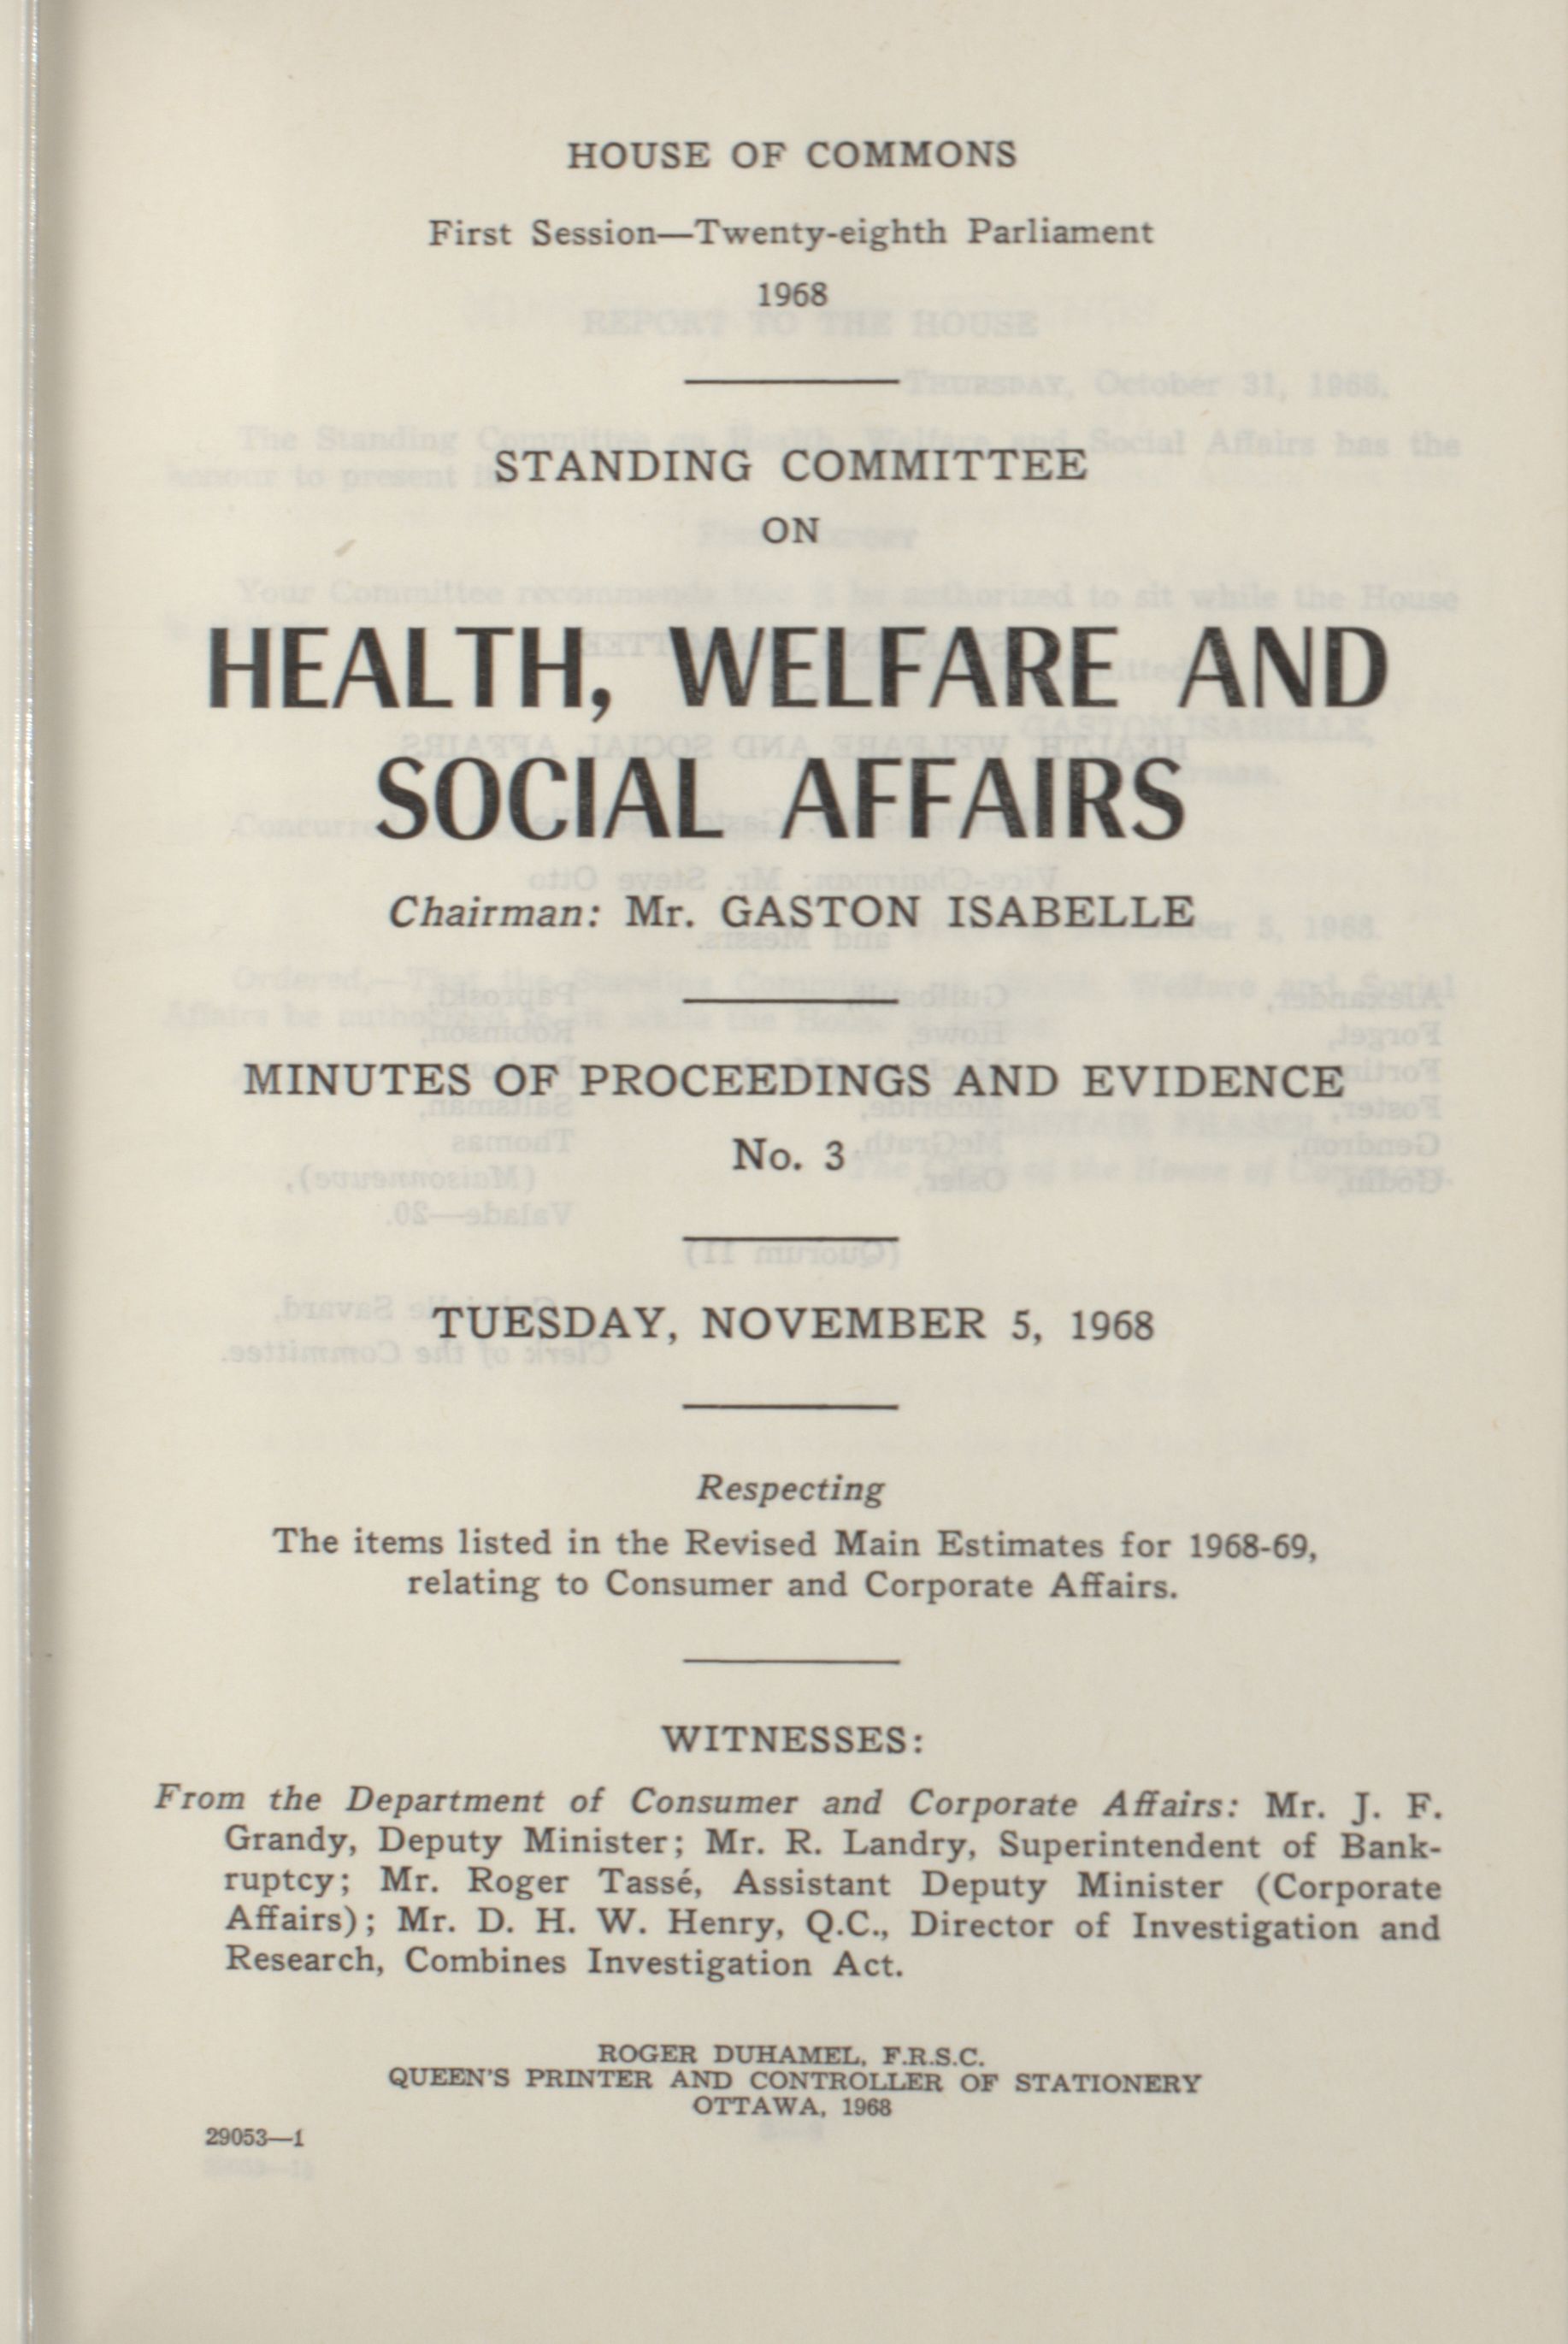 HOUSE OF COMMONS
First Session—Twenty-eighth Parliament
1968
STANDING COMMITTEE
ON
HEALTH, WELFARE AND
SOCIAL AFFAIRS
Chairman: Mr. GASTON ISABELLE
MINUTES OF PROCEEDINGS AND EVIDENCE
No. 3
TUESDAY, NOVEMBER 5, 1968
Respecting
The items listed in the Revised Main Estimates for 1968-69,
relating to Consumer and Corporate Affairs.
WITNESSES:
From the Department of Consumer and Corporate Affairs: Mr. J. F.
Grandy, Deputy Minister; Mr. R. Landry, Superintendent of Bank-
ruptcy; Mr. Roger Tassé, Assistant Deputy Minister (Corporate
Affairs); Mr. D. H. W. Henry, Q.C., Director of Investigation and
Research, Combines Investigation Act.
ROGER DUHAMEL, F.R.S.C.
QUEEN'S PRINTER AND CONTROLLER OF STATIONERY
OTTAWA, 1968
29053—1